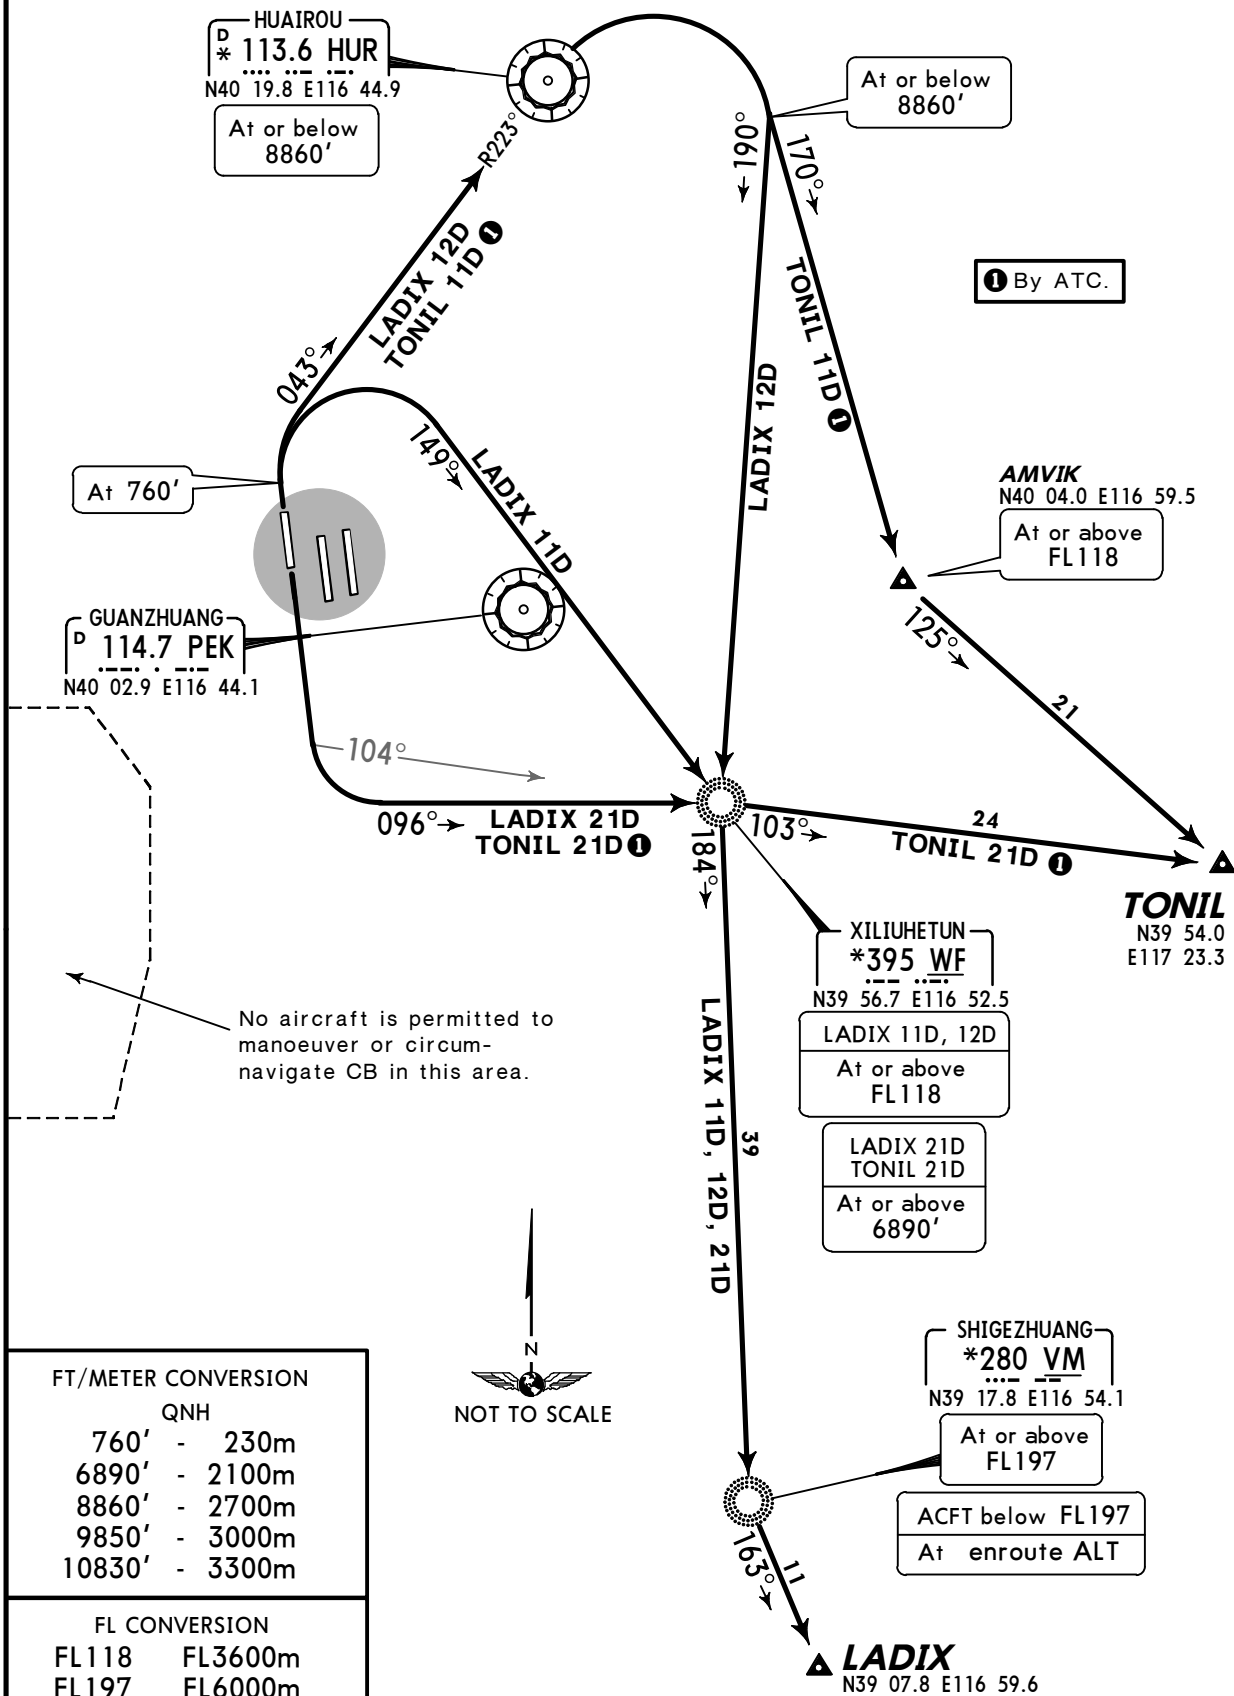 HUAIROU
D
* 113.6 HUR
N40 19.8 E116 44.9
At or below
8860'
R223°
At or below
8860'
190°
170°
LADIX 12D
TONIL 11D 1
043°
TONIL 11D 1
1 By ATC.
LADIX 12D
149°
LADIX 11D
At 760'
AMVIK
N40 04.0 E116 59.5
At or above
FL118
GUANZHUANG
D 114.7 PEK
N40 02.9 E116 44.1
125°
21
104°
096°
LADIX 21D
TONIL 21D 1
103°
24
TONIL 21D 1
184°
TONIL
N39 54.0
E117 23.3
XILIUHETUN
*395 WF
N39 56.7 E116 52.5
LADIX 11D, 12D
At or above
FL118
LADIX 21D
TONIL 21D
At or above
6890'
No aircraft is permitted to
manoeuver or circum-
navigate CB in this area.
LADIX 11D, 12D, 21D
39
N
NOT TO SCALE
SHIGEZHUANG
*280 VM
N39 17.8 E116 54.1
At or above
FL197
ACFT below FL197
At enroute ALT
163°
11
LADIX
N39 07.8 E116 59.6
FT/METER CONVERSION
QNH
760' - 230m
6890' - 2100m
8860' - 2700m
9850' - 3000m
10830' - 3300m
FL CONVERSION
FL118 FL3600m
FL197 FL6000m